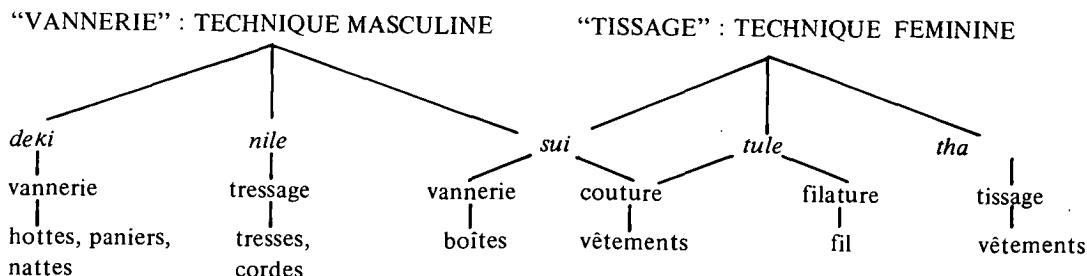 “VANNERIE” : TECHNIQUE MASCULINE “TISSAGE” : TECHNIQUE FEMININE
deкi nile sui tule tha
vannerie tressage vannerie couture filature tissage
hottes, paniers, tresses, boîtes vêtements fil vêtements
nattes cordes